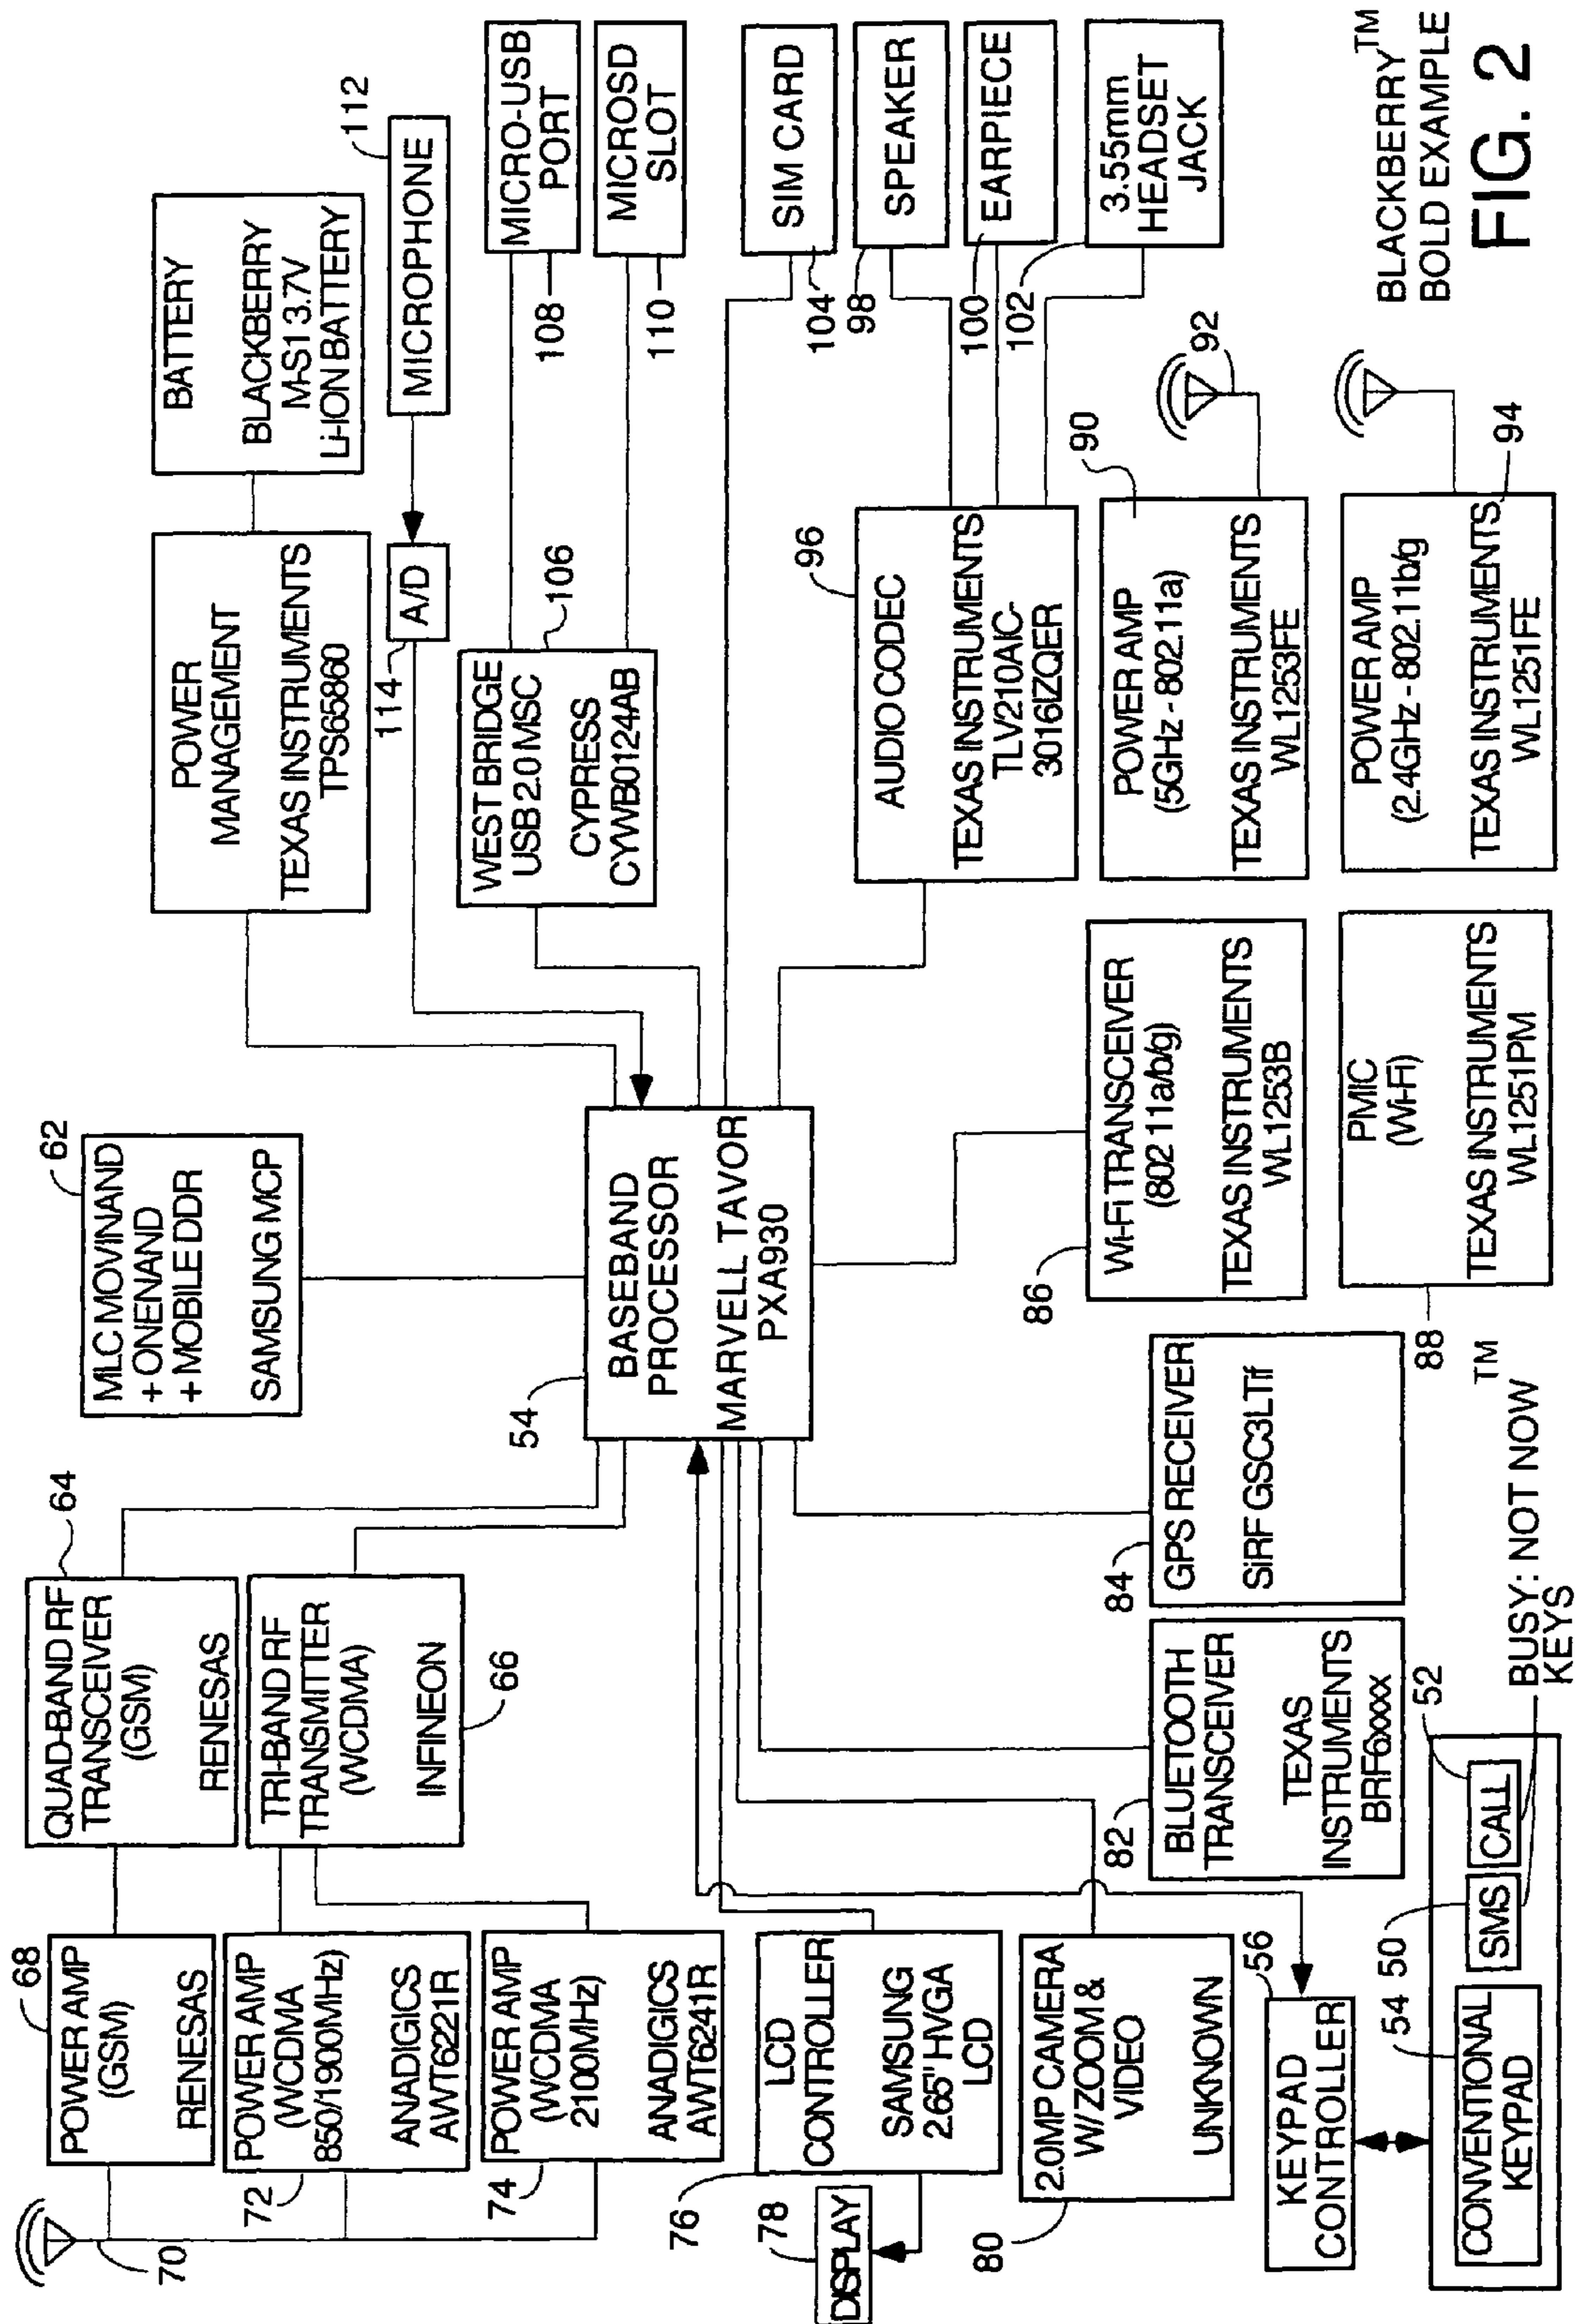 68
POWER AMP
(GSM)
RENESAS
70
POWER AMP
(WCDMA
850/1900MHz)
ANADIGICS
AWT6221R
72
POWER AMP
(WCDMA
2100MHz)
ANADIGICS
AWT6241R
74
LCD
CONTROLLER
SAMSUNG
2.65" HVGA
LCD
76
DISPLAY
78
2.0MP CAMERA
W/ ZOOM &
VIDEO
UNKNOWN
80
KEYPAD
CONTROLLER
56
CONVENTIONAL
KEYPAD
54
SMS
50
CALL
52
BUSY: NOT NOW
KEYS
TM
64
QUAD-BAND RF
TRANSCEIVER
(GSM)
RENESAS
TRI-BAND RF
TRANSMITTER
(WCDMA)
INFINEON
66
BLUETOOTH
TRANSCEIVER
TEXAS
INSTRUMENTS
BRF6xxxx
82
GPS RECEIVER
SiRF GSC3LTif
84
62
MLC MOVINAND
+ ONENAND
+ MOBILE DDR
SAMSUNG MCP
54
BASEBAND
PROCESSOR
MARVELL TAVOR
PXA930
86
Wi-Fi TRANSCEIVER
(802 11a/b/g)
TEXAS INSTRUMENTS
WL1253B
88
PMIC
(Wi-Fi)
TEXAS INSTRUMENTS
WL1251PM
POWER
MANAGEMENT
TEXAS INSTRUMENTS
TPS65860
BATTERY
BLACKBERRY
M-S1 3.7V
Li-ION BATTERY
112
MICROPHONE
A/D
114
WEST BRIDGE
USB 2.0 MSC
CYPRESS
CYWB0124AB
106
MICRO-USB
PORT
108
MICROSD
SLOT
110
SIM CARD
104
SPEAKER
98
EARPIECE
100
3.55mm
HEADSET
JACK
102
96
AUDIO CODEC
TEXAS INSTRUMENTS
TLV210AIC-
3016IZQER
90
POWER AMP
(5GHz - 802.11a)
TEXAS INSTRUMENTS
WL1253FE
92
POWER AMP
(2.4GHz - 802.11b/g
TEXAS INSTRUMENTS
WL1251FE
94
BLACKBERRY™
BOLD EXAMPLE
FIG. 2